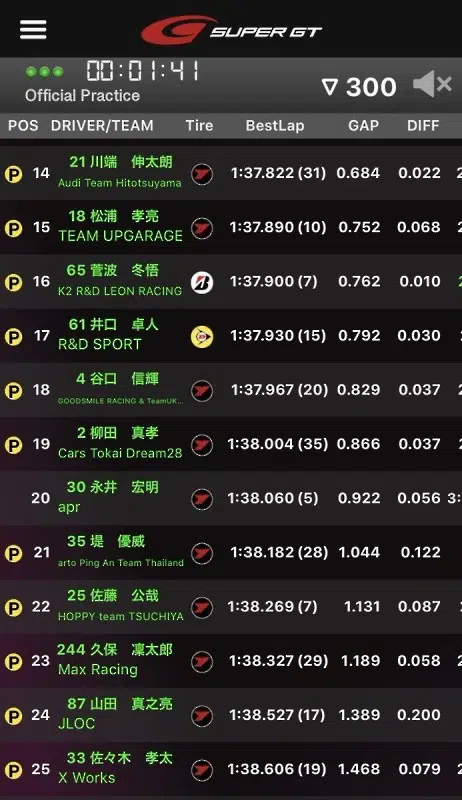 SUPER GT
00:01:41
Official Practice
▽ 300
POS DRIVER/TEAM Tire BestLap GAP DIFF
P 14 21 川端 伸太朗 1:37.822 (31) 0.684 0.022 2
Audi Team Hitotsuyama
P 15 18 松浦 孝亮 1:37.890 (10) 0.752 0.068 2
TEAM UPGARAGE
P 16 65 菅波 冬悟 B 1:37.900 (7) 0.762 0.010 2
K2 R&D LEON RACING
P 17 61 井口 卓人 1:37.930 (15) 0.792 0.030
R&D SPORT
P 18 4 谷口 信輝 1:37.967 (20) 0.829 0.037 2
GOODSMILE RACING & TeamUK...
P 19 2 柳田 真孝 1:38.004 (35) 0.866 0.037 2
Cars Tokai Dream28
20 30 永井 宏明 1:38.060 (5) 0.922 0.056 3:
apr
P 21 35 堤 優威 1:38.182 (28) 1.044 0.122
arto Ping An Team Thailand
P 22 25 佐藤 公哉 1:38.269 (7) 1.131 0.087 2
HOPPY team TSUCHIYA
P 23 244 久保 凜太郎 1:38.327 (29) 1.189 0.058 2
Max Racing
P 24 87 山田 真之亮 1:38.527 (17) 1.389 0.200
JLOC
P 25 33 佐々木 孝太 1:38.606 (19) 1.468 0.079 2
X Works